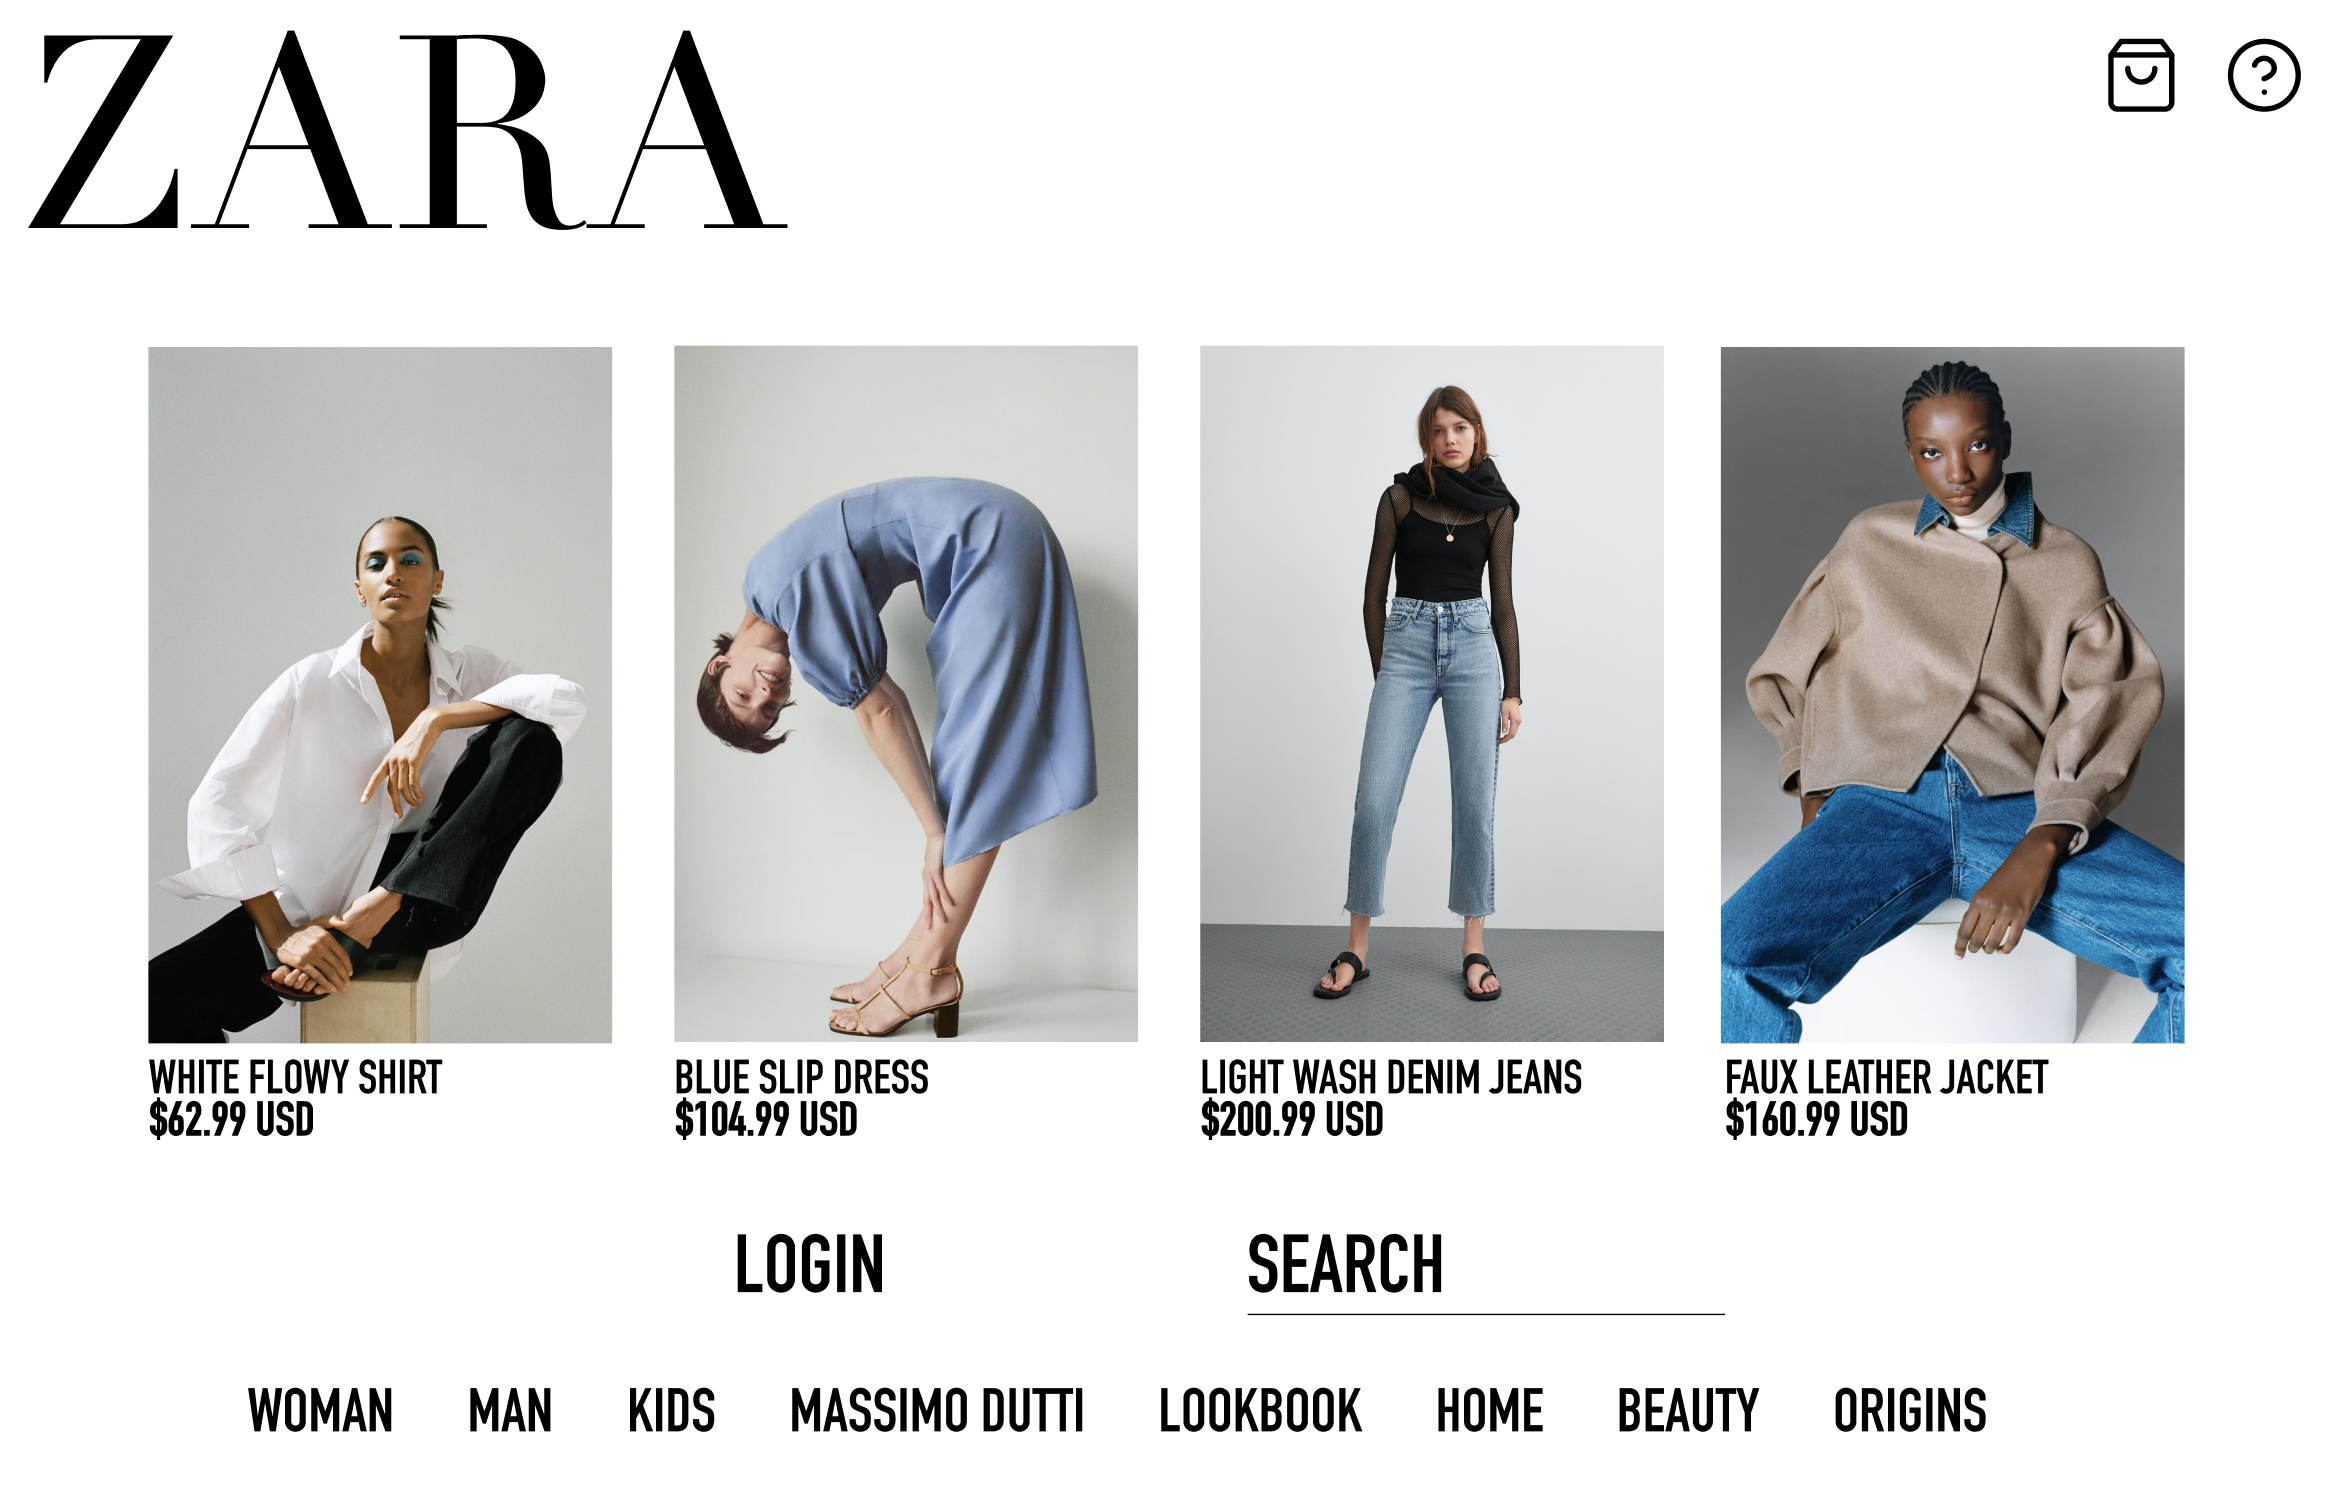 ZARA
WHITE FLOWY SHIRT
$62.99 USD
BLUE SLIP DRESS
$104.99 USD
LIGHT WASH DENIM JEANS
$200.99 USD
FAUX LEATHER JACKET
$160.99 USD
LOGIN
SEARCH
WOMAN MAN KIDS MASSIMO DUTTI LOOKBOOK HOME BEAUTY ORIGINS